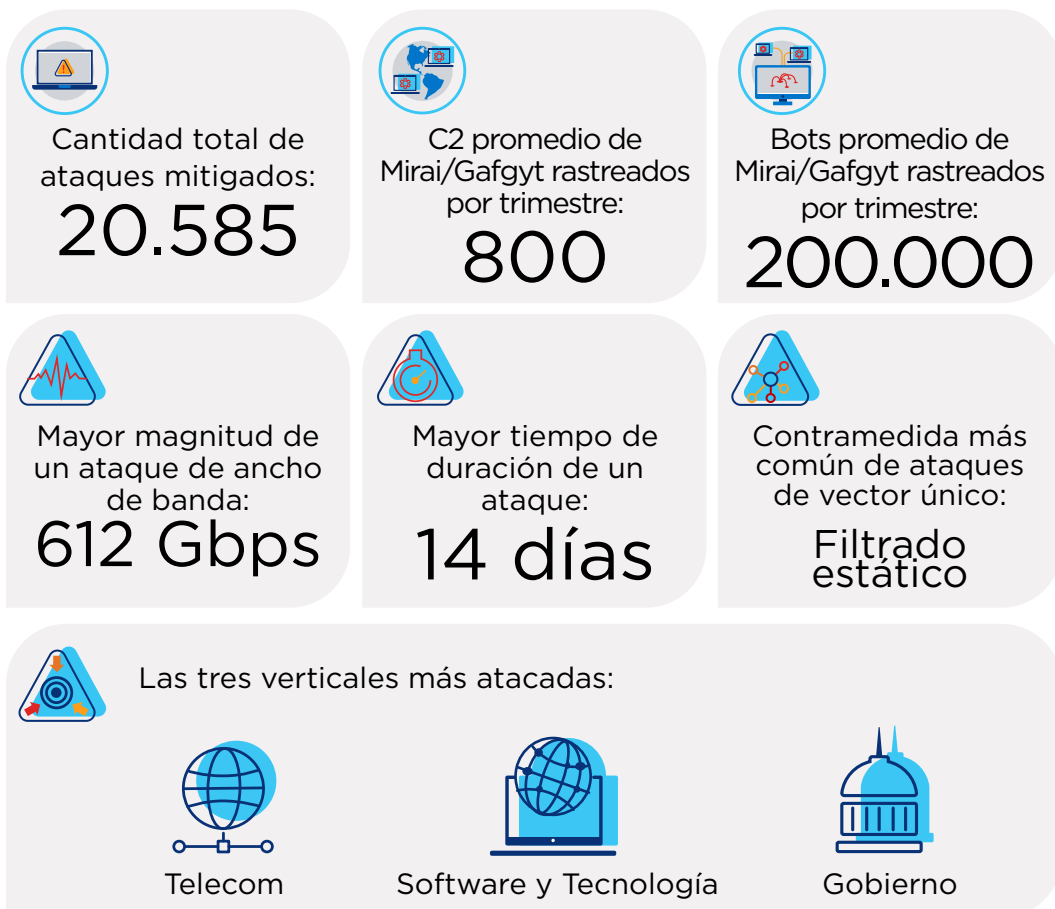 Cantidad total de
ataques mitigados:
20.585
C2 promedio de
Mirai/Gafgyt rastreados
por trimestre:
800
Bots promedio de
Mirai/Gafgyt rastreados
por trimestre:
200.000
Mayor magnitud de
un ataque de ancho
de banda:
612 Gbps
Mayor tiempo de
duración de un
ataque:
14 días
Contramedida más
común de ataques
de vector único:
Filtrado
estático
Las tres verticales más atacadas:
Telecom
Software y Tecnología
Gobierno